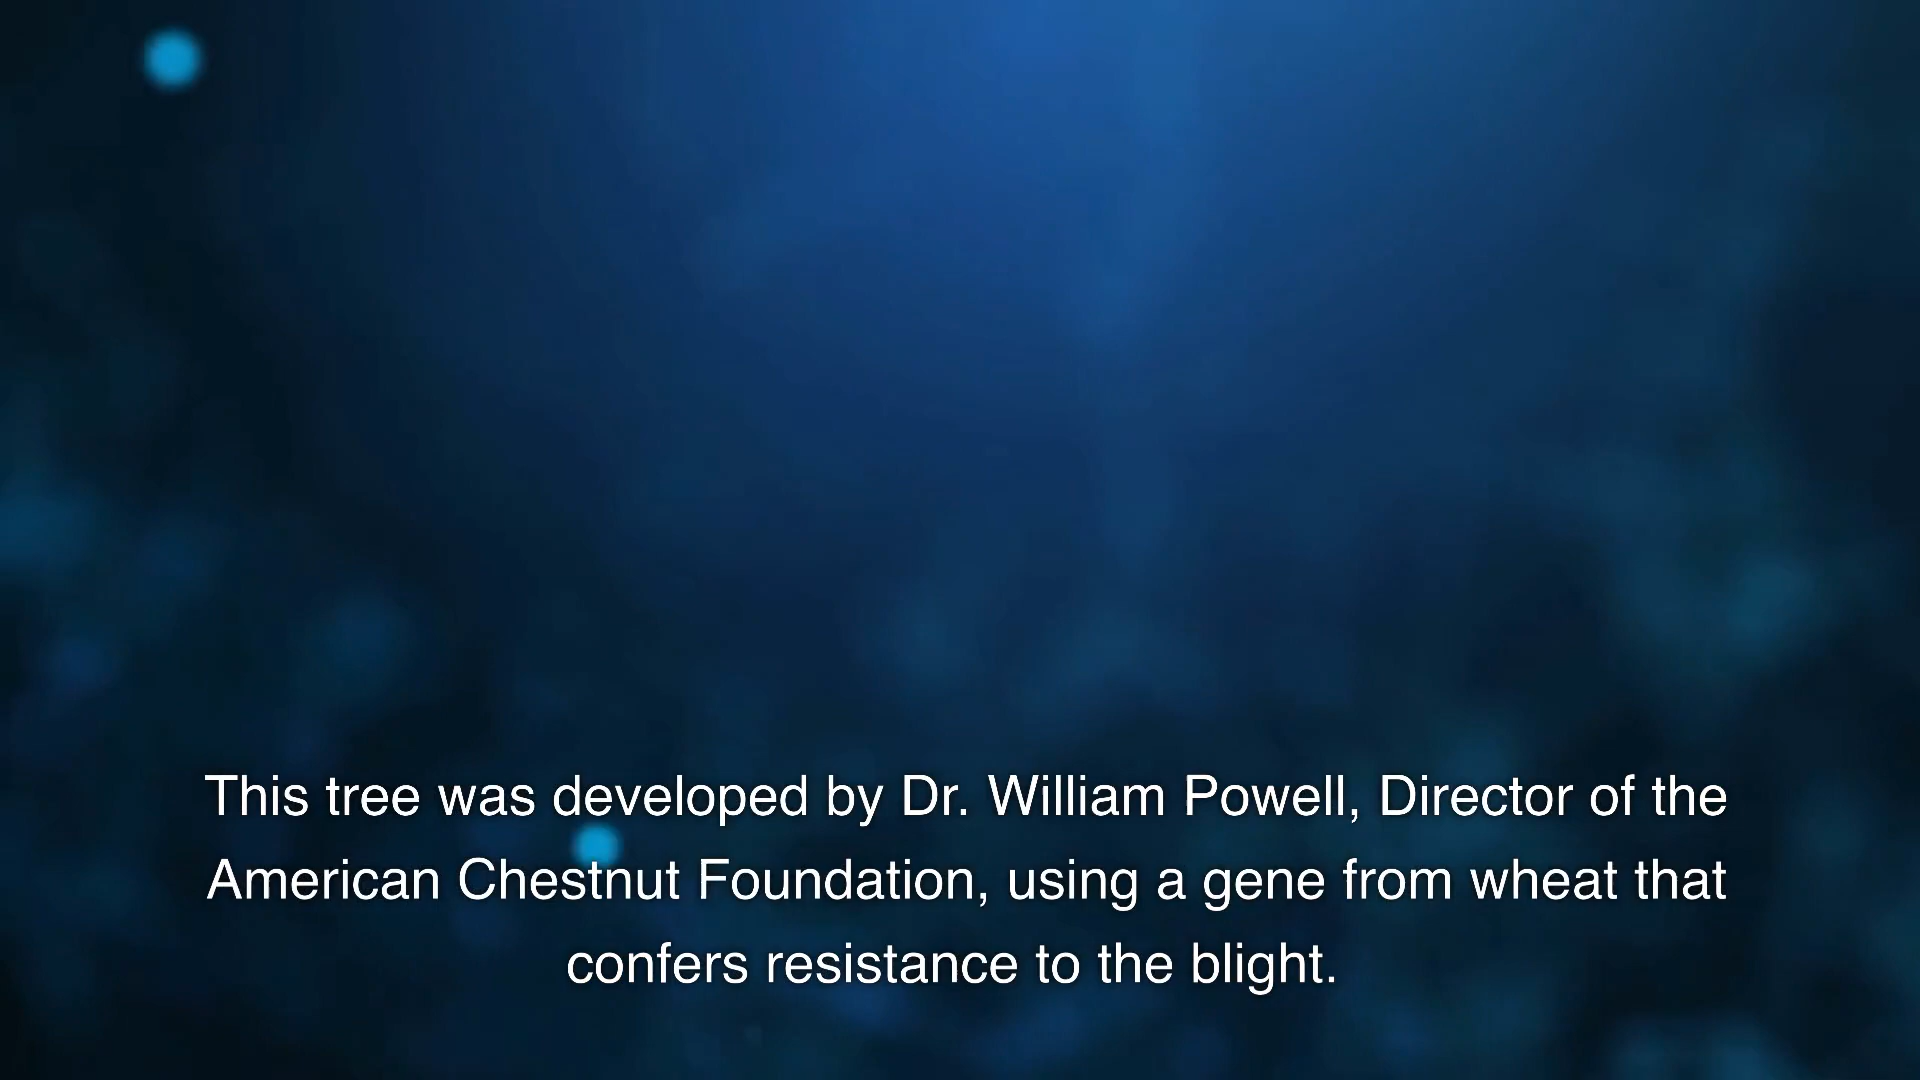 This tree was developed by Dr. William Powell, Director of the
American Chestnut Foundation, using a gene from wheat that
confers resistance to the blight.